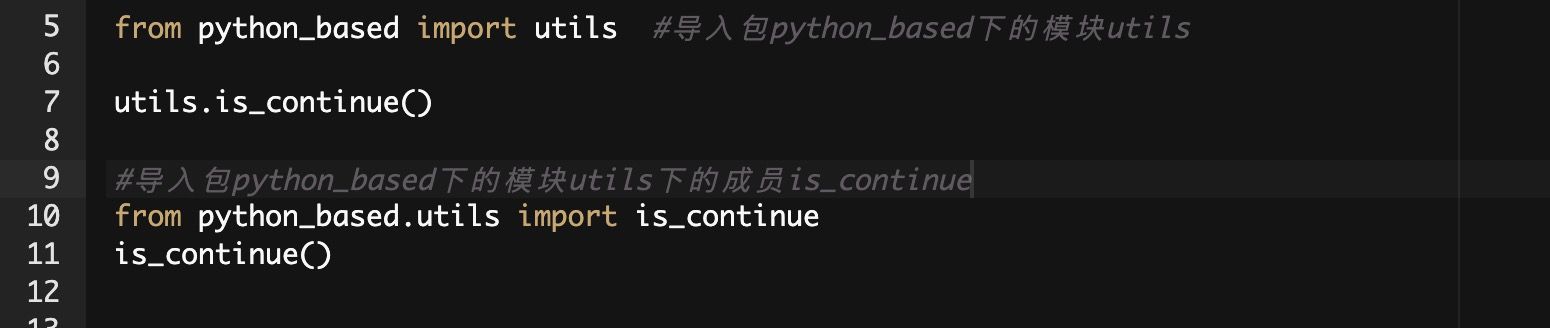 5 from python_based import utils  #导入包python_based下的模块utils
6
7 utils.is_continue()
8
9 #导入包python_based下的模块utils下的成员is_continue
10 from python_based.utils import is_continue
11 is_continue()
12
13